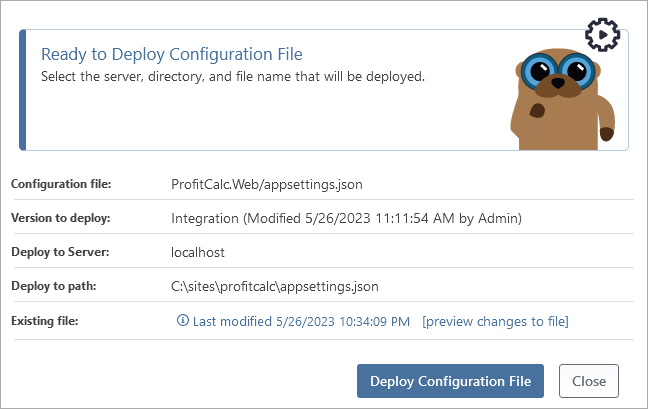 Ready to Deploy Configuration File
Select the server, directory, and file name that will be deployed.
Configuration file: ProfitCalc.Web/appsettings.json
Version to deploy: Integration (Modified 5/26/2023 11:11:54 AM by Admin)
Deploy to Server: localhost
Deploy to path: C:\sites\profitcalc\appsettings.json
Existing file: Last modified 5/26/2023 10:34:09 PM [preview changes to file]
Deploy Configuration File Close